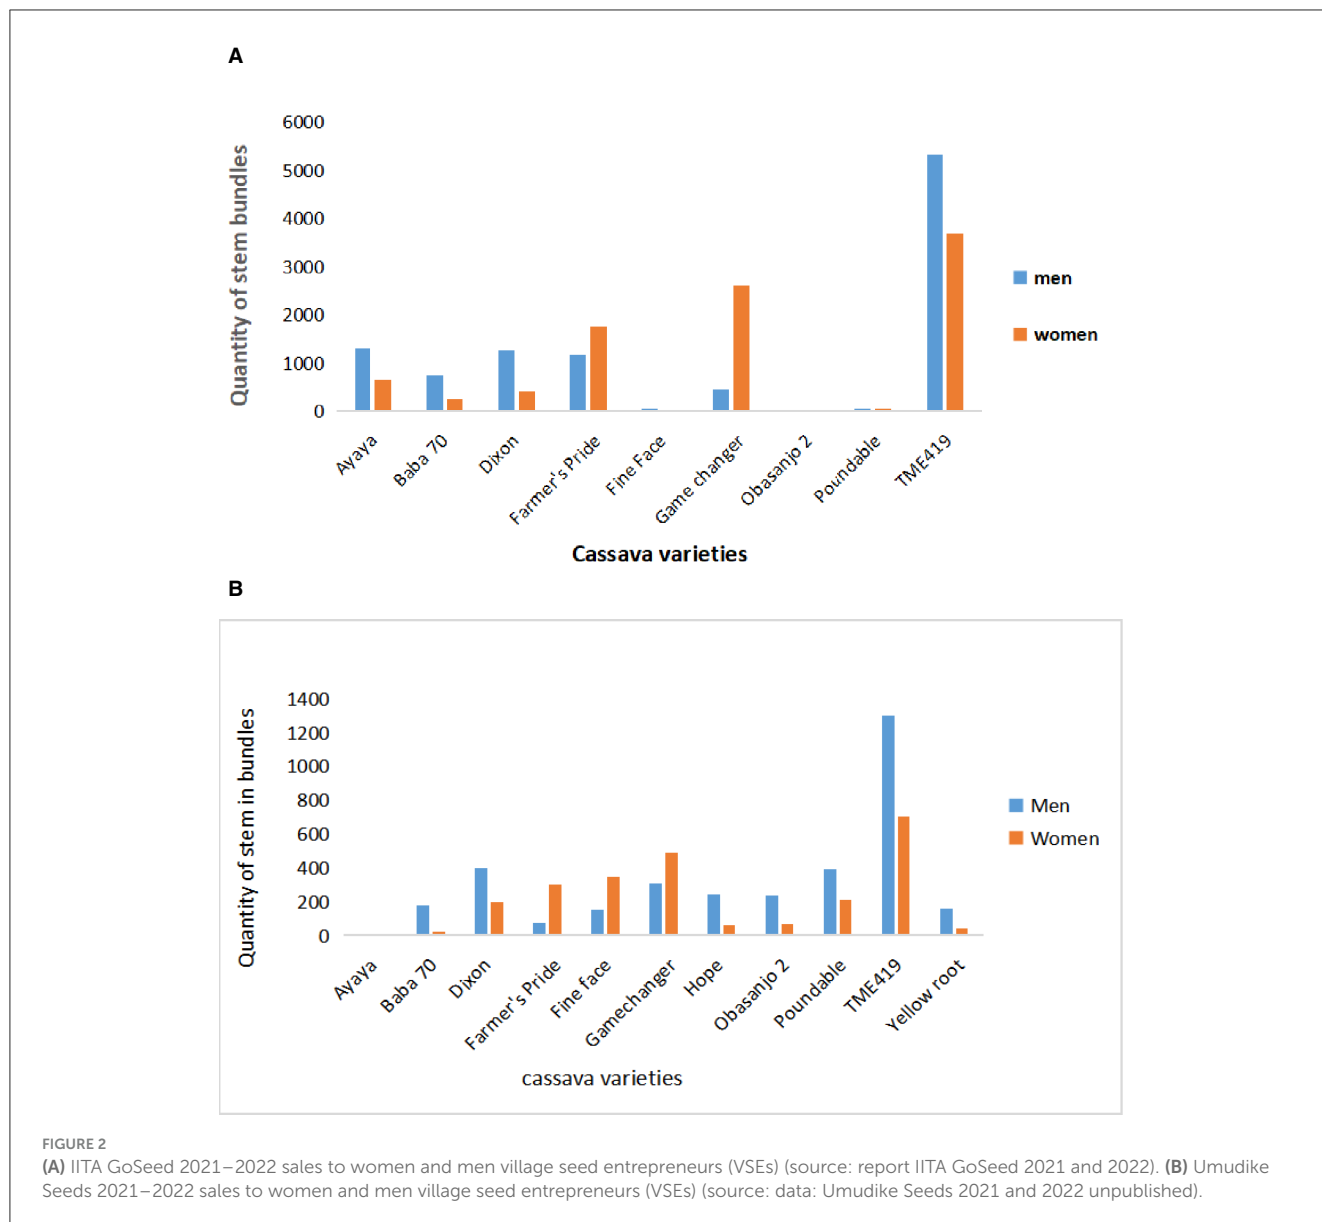 A
Quantity of stem bundles
6000
5000
4000
3000
2000
1000
0
men
women
Ayaya
Baba 70
Dixon
Farmer's Pride
Fine Face
Game changer
Obasanjo 2
Poundable
TME419
Cassava varieties
B
Quantity of stem in bundles
1400
1200
1000
800
600
400
200
0
Men
Women
Ayaya
Baba 70
Dixon
Farmer's Pride
Fine face
Gamechanger
Hope
Obasanjo 2
Poundable
TME419
Yellow root
cassava varieties
FIGURE 2
(A) IITA GoSeed 2021–2022 sales to women and men village seed entrepreneurs (VSEs) (source: report IITA GoSeed 2021 and 2022). (B) Umudike
Seeds 2021–2022 sales to women and men village seed entrepreneurs (VSEs) (source: data: Umudike Seeds 2021 and 2022 unpublished).